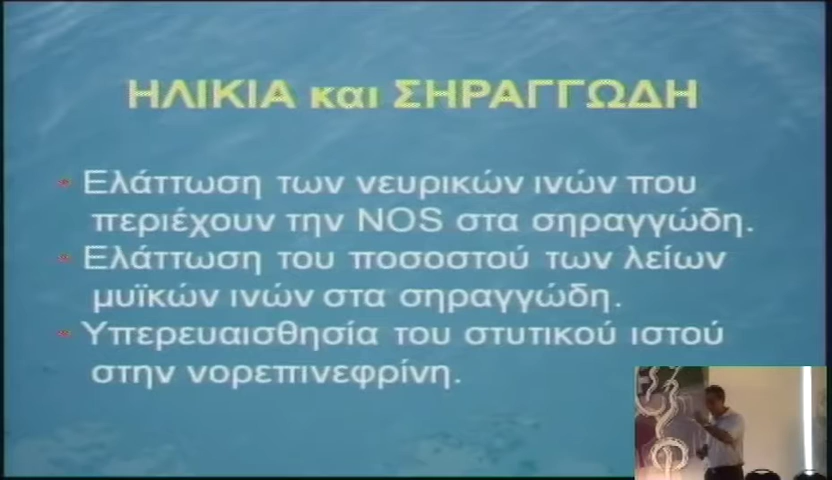 ΗΛΙΚΙΑ και ΣΗΡΑΓΓΩΔΗ
Ελάττωση των νευρικών ινών που
περιέχουν την NOS στα σηραγγώδη.
Ελάττωση του ποσοστού των λείων
μυϊκών ινών στα σηραγγώδη.
Υπερευαισθησία του στυτικού ιστού
στην νορεπινεφρίνη.